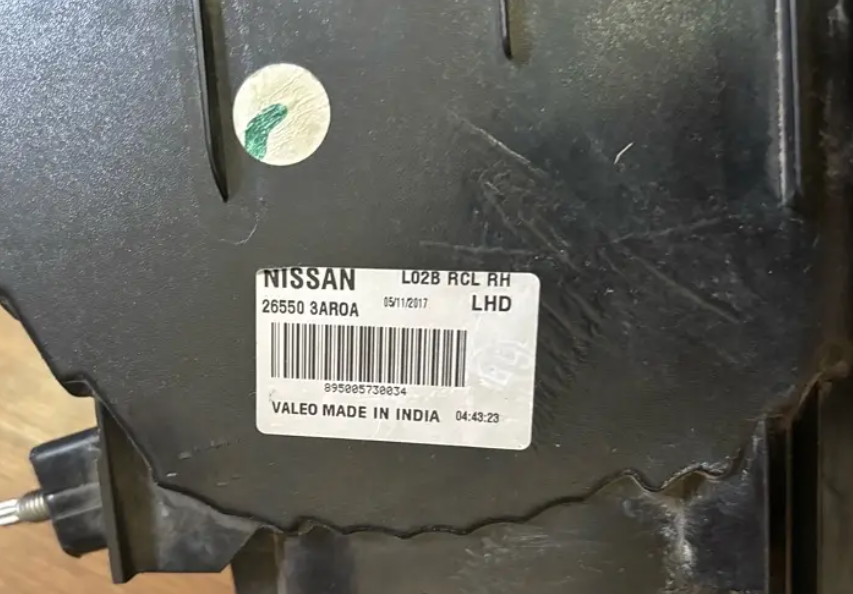 NISSAN L02B RCL RH
26550 3AR0A 05/11/2017 LHD
895005730034
VALEO MADE IN INDIA 04:43:23